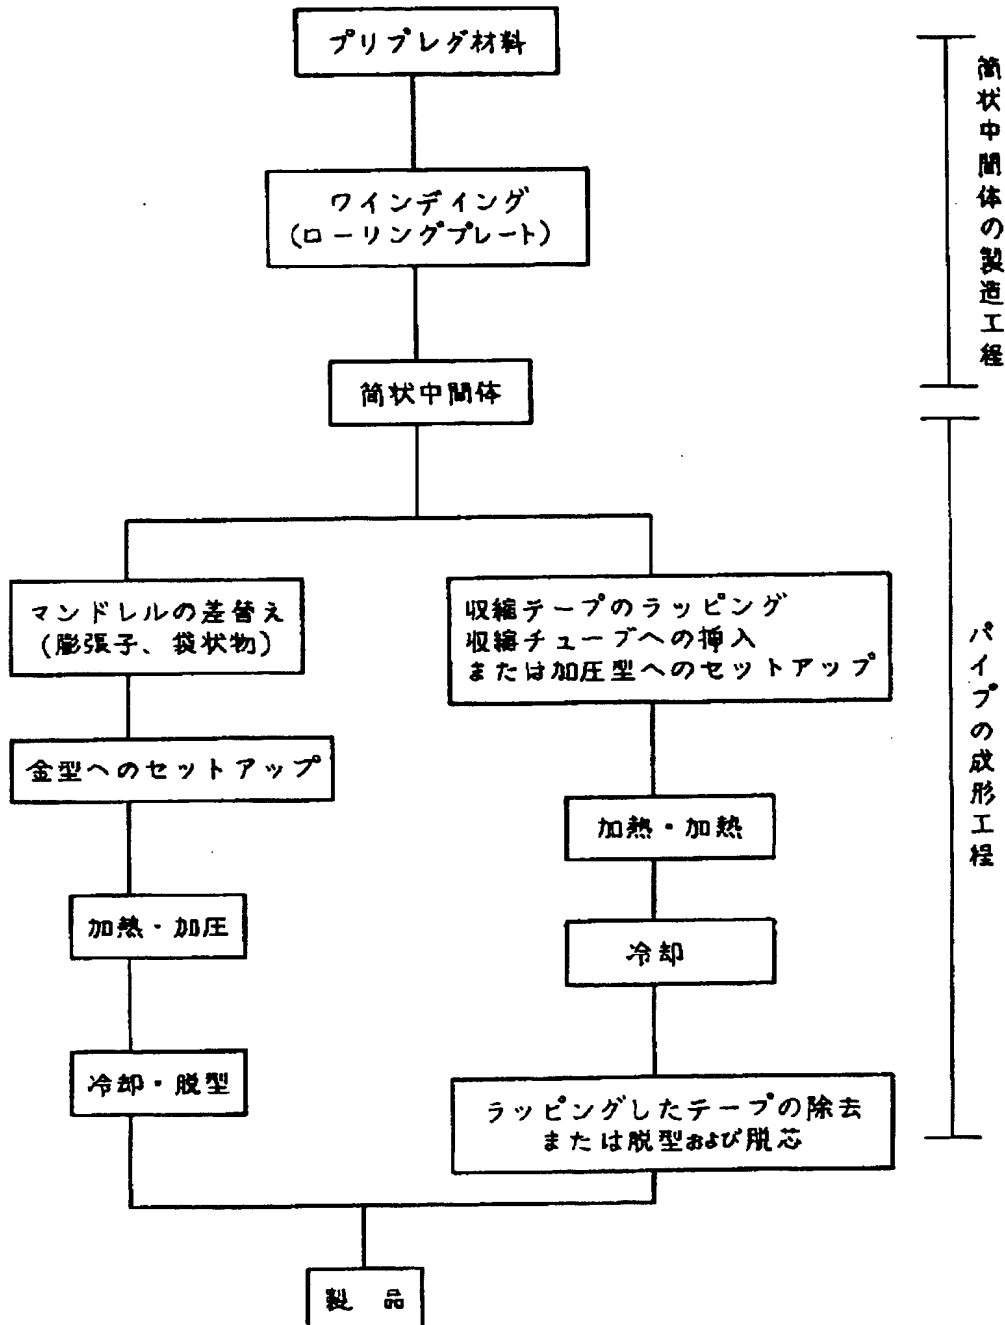 プリプレグ材料
ワインディング
(ローリングプレート)
筒状中間体
マンドレルの差替え
(膨張子、袋状物)
金型へのセットアップ
加熱・加圧
冷却・脱型
収縮テープのラッピング
収縮チューブへの挿入
または加圧型へのセットアップ
加熱・加熱
冷却
ラッピングしたテープの除去
または脱型および脱芯
製品
筒状中間体の製造工程
パイプの成形工程